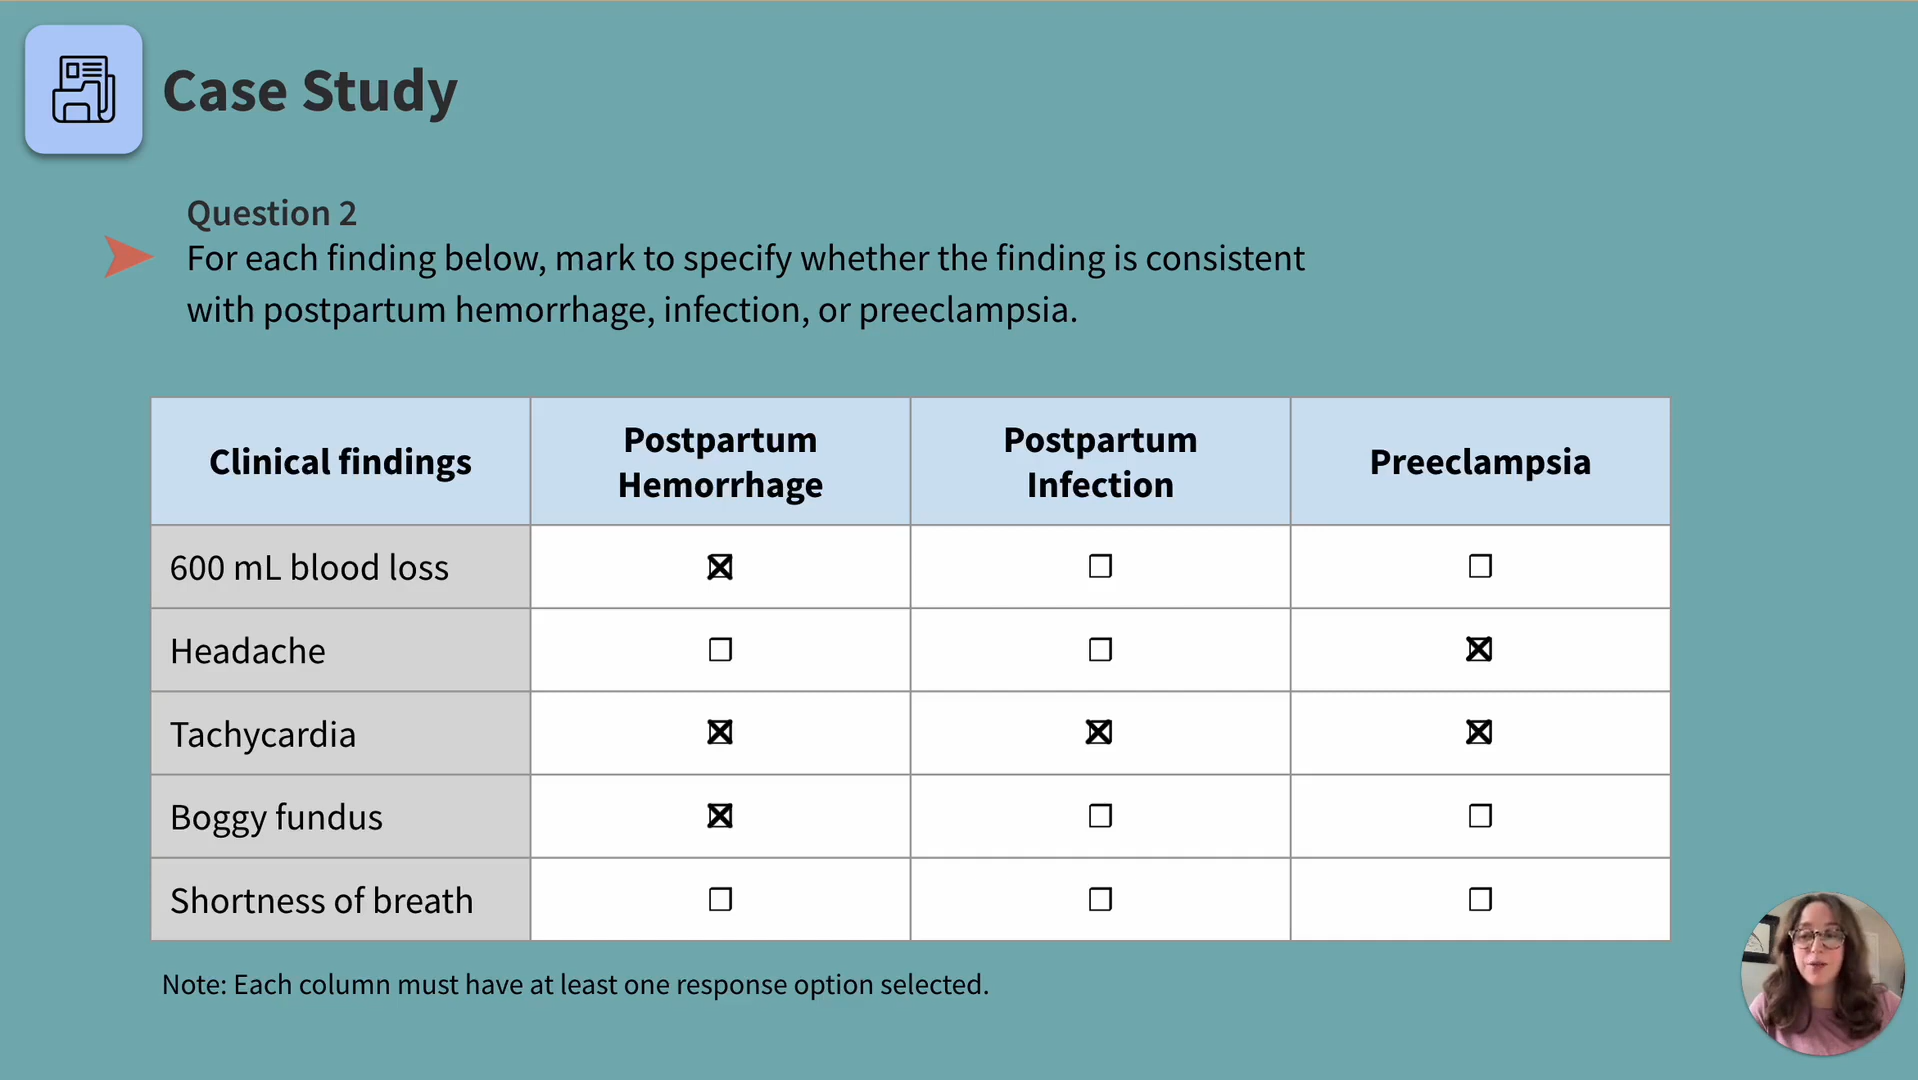 Case Study
Question 2
For each finding below, mark to specify whether the finding is consistent
with postpartum hemorrhage, infection, or preeclampsia.
Clinical findings
Postpartum
Hemorrhage
Postpartum
Infection
Preeclampsia
600 mL blood loss
Headache
Tachycardia
Boggy fundus
Shortness of breath
Note: Each column must have at least one response option selected.